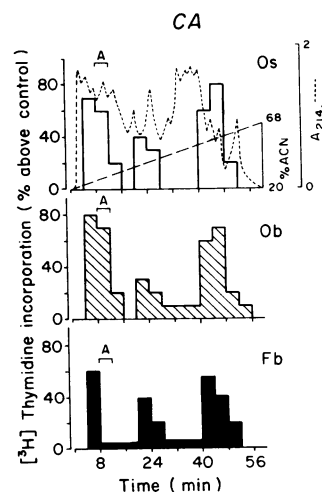 CA
A
Os
2
80
40
0
68
% ACN
20
A214
0
[³H] Thymidine incorporation (% above control)
A
Ob
80
40
0
A
Fb
80
40
0
8 24 40 56
Time (min)